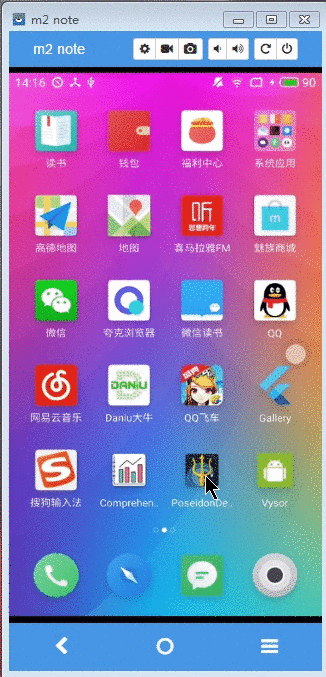 m2 note
m2 note
14:16
90
读书
钱包
福利中心
系统应用
高德地图
地图
听
喜马拉雅FM
m
魅族商城
微信
夸克浏览器
微信读书
QQ
网易云音乐
DANIU
Daniu大牛
QQ飞车
Gallery
S
搜狗输入法
Comprehen..
PoseidonDe..
Vysor